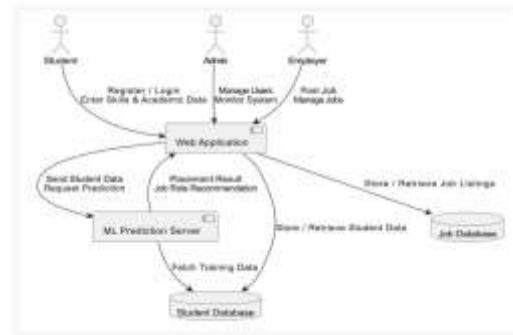 Student
Admin
Employer
Register / Login
Enter Skills & Academic Data
Manage Users
Monitor System
Post Job
Manage Jobs
Web Application
Send Student Data
Request Prediction
Placement Result
Job Role Recommendation
Store / Retrieve Job Listings
ML Prediction Server
Store / Retrieve Student Data
Job Database
Fetch Training Data
Student Database